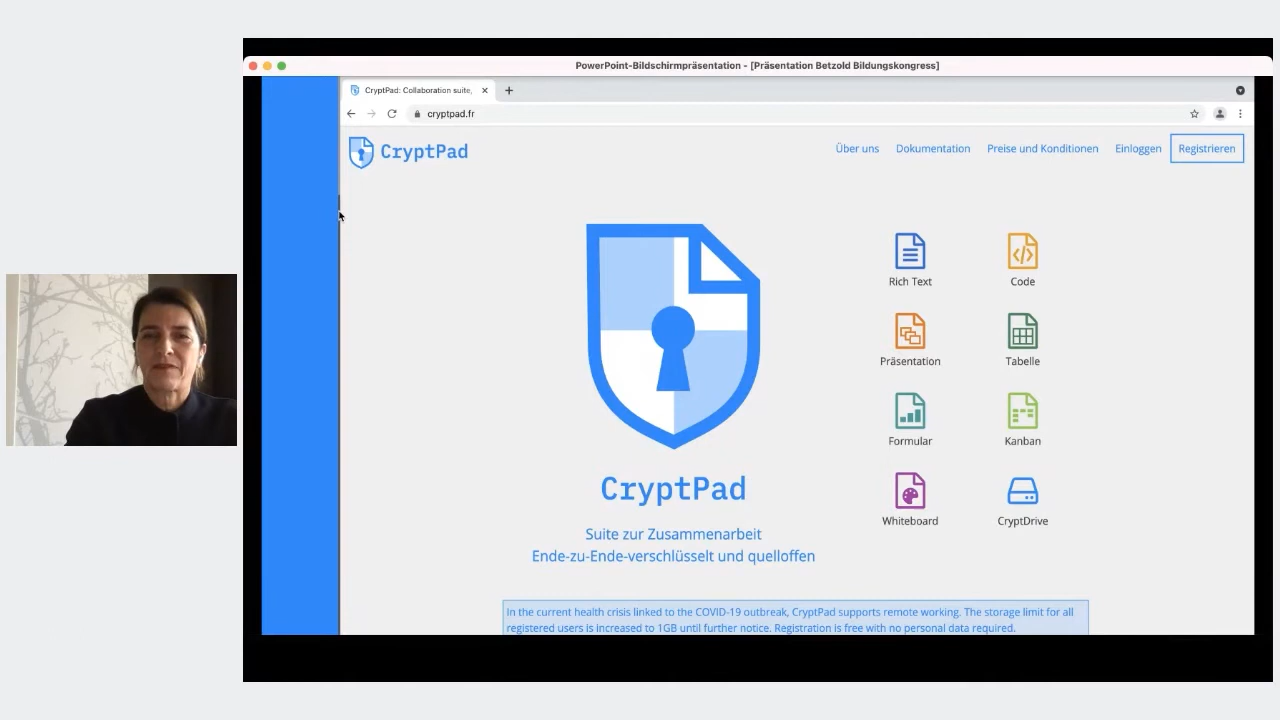 PowerPoint-Bildschirmpräsentation - [Präsentation Betzold Bildungskongress]
CryptPad: Collaboration suite,
cryptpad.fr
CryptPad
Über uns Dokumentation Preise und Konditionen Einloggen Registrieren
Rich Text Code
Präsentation Tabelle
Formular Kanban
Whiteboard CryptDrive
CryptPad
Suite zur Zusammenarbeit
Ende-zu-Ende-verschlüsselt und quelloffen
In the current health crisis linked to the COVID-19 outbreak, CryptPad supports remote working. The storage limit for all
registered users is increased to 1GB until further notice. Registration is free with no personal data required.